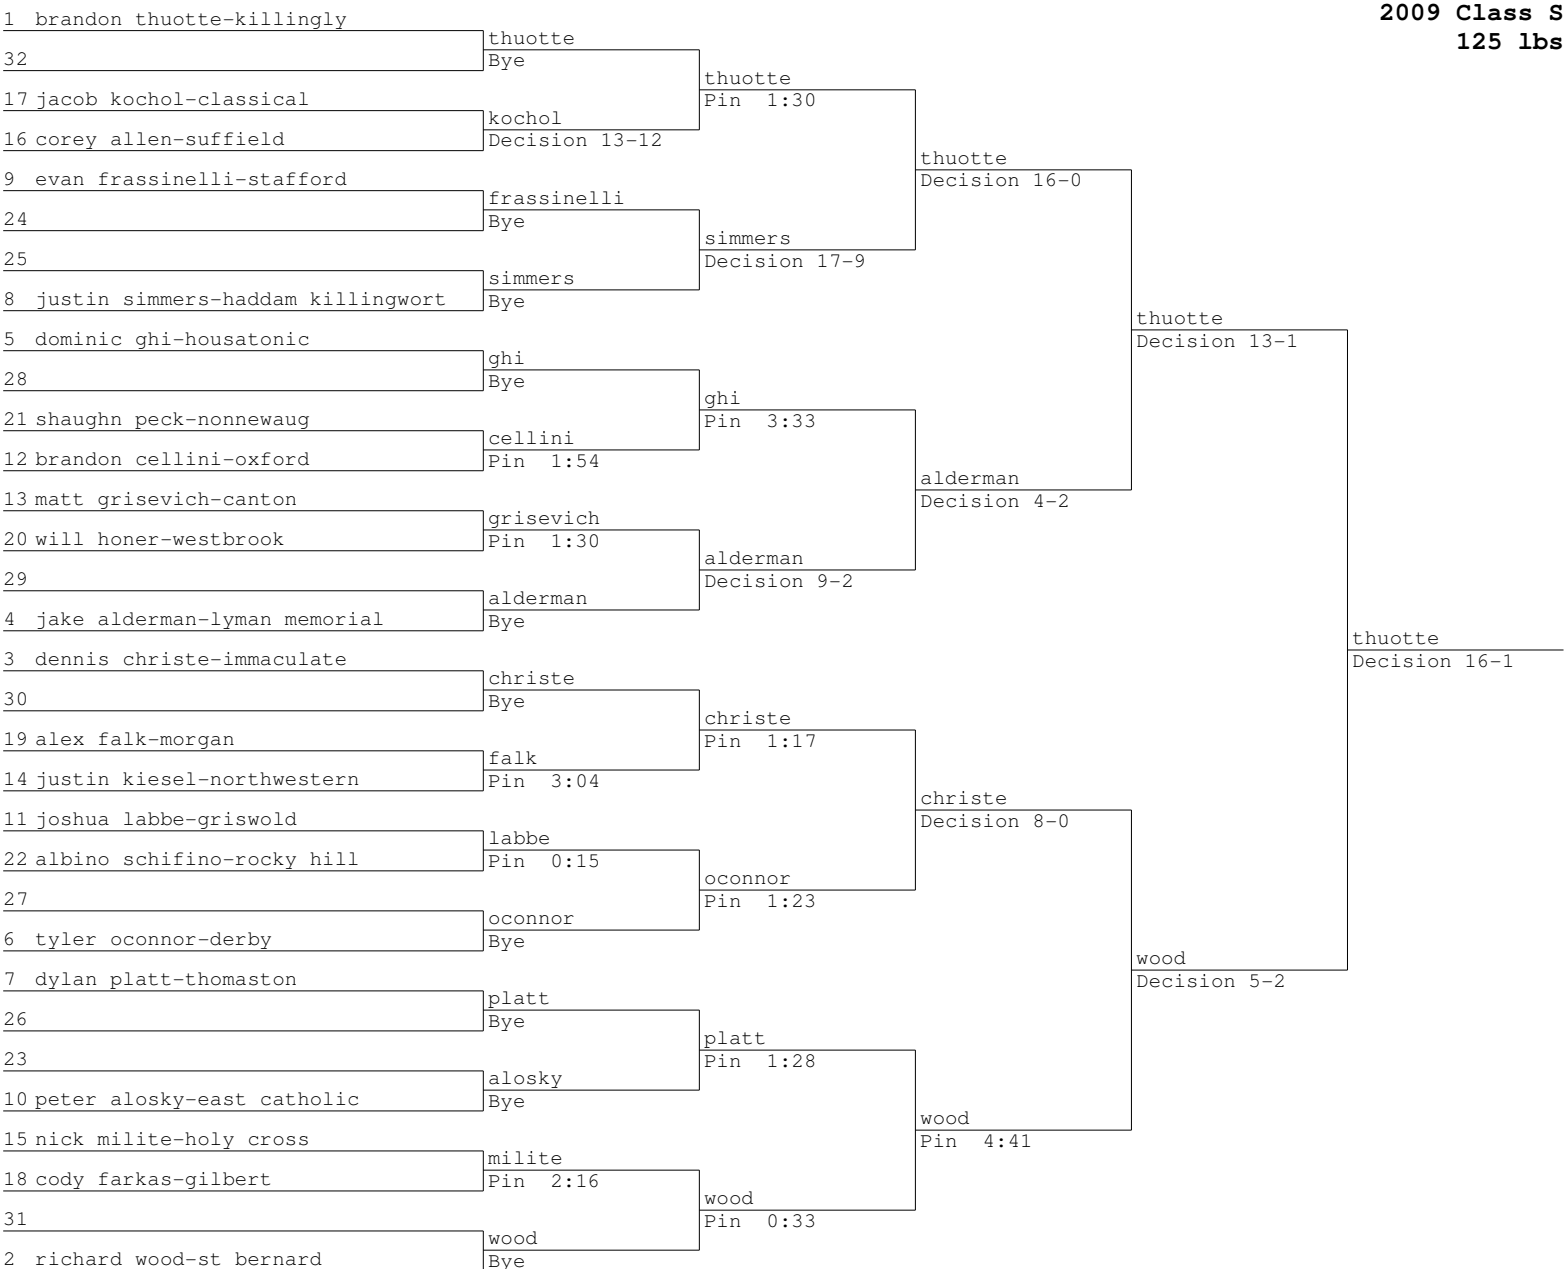 2009 Class S
125 lbs
1 brandon thuotte-killingly
32
17 jacob kochol-classical
16 corey allen-suffield
9 evan frassinelli-stafford
24
25
8 justin simmers-haddam killingwort
5 dominic ghi-housatonic
28
21 shaughn peck-nonnewaug
12 brandon cellini-oxford
13 matt grisevich-canton
20 will honer-westbrook
29
4 jake alderman-lyman memorial
3 dennis christe-immaculate
30
19 alex falk-morgan
14 justin kiesel-northwestern
11 joshua labbe-griswold
22 albino schifino-rocky hill
27
6 tyler oconnor-derby
7 dylan platt-thomaston
26
23
10 peter alosky-east catholic
15 nick milite-holy cross
18 cody farkas-gilbert
31
2 richard wood-st bernard
thuotte
Bye
kochol
Decision 13-12
frassinelli
Bye
simmers
Bye
ghi
Bye
cellini
Pin 1:54
grisevich
Pin 1:30
alderman
Bye
christe
Bye
falk
Pin 3:04
labbe
Pin 0:15
oconnor
Bye
platt
Bye
alosky
Bye
milite
Pin 2:16
wood
Bye
thuotte
Pin 1:30
simmers
Decision 17-9
ghi
Pin 3:33
alderman
Decision 9-2
christe
Pin 1:17
oconnor
Pin 1:23
platt
Pin 1:28
wood
Pin 0:33
thuotte
Decision 16-0
alderman
Decision 4-2
christe
Decision 8-0
wood
Pin 4:41
thuotte
Decision 13-1
wood
Decision 5-2
thuotte
Decision 16-1